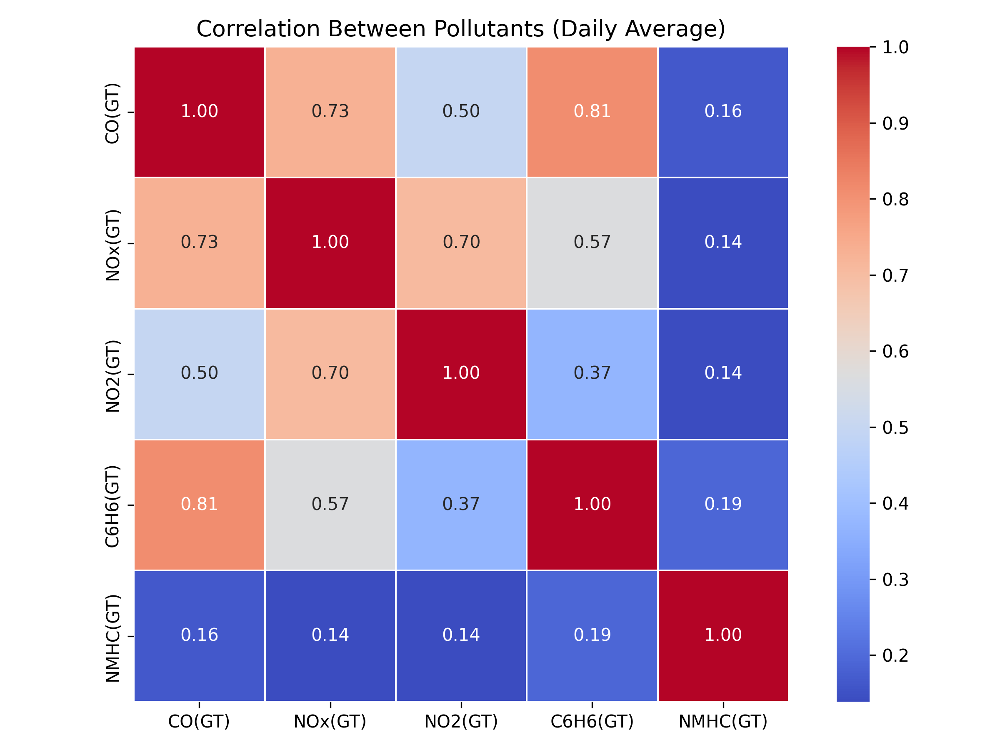 Correlation Between Pollutants (Daily Average)
CO(GT)
1.00 0.73 0.50 0.81 0.16
NOx(GT)
0.73 1.00 0.70 0.57 0.14
NO2(GT)
0.50 0.70 1.00 0.37 0.14
C6H6(GT)
0.81 0.57 0.37 1.00 0.19
NMHC(GT)
0.16 0.14 0.14 0.19 1.00
CO(GT) NOx(GT) NO2(GT) C6H6(GT) NMHC(GT)
1.0
0.9
0.8
0.7
0.6
0.5
0.4
0.3
0.2